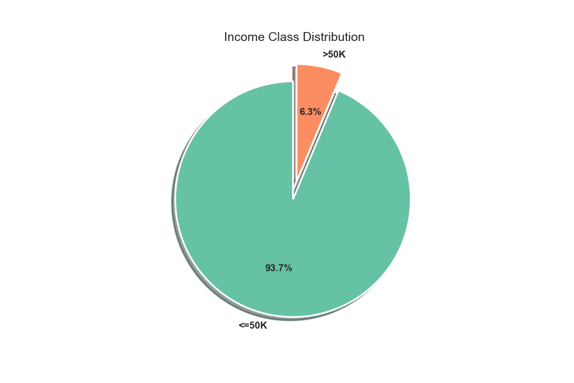 Income Class Distribution
>50K
6.3%
93.7%
<=50K